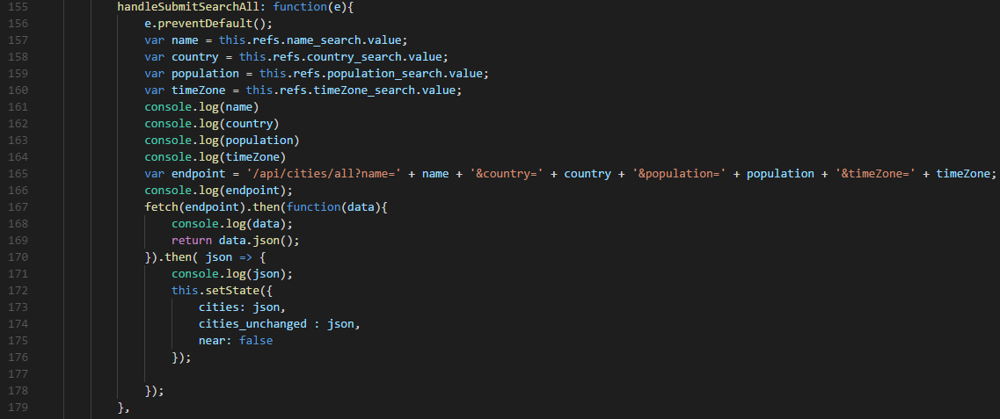 155 handleSubmitSearchAll: function(e){
156 e.preventDefault();
157 var name = this.refs.name_search.value;
158 var country = this.refs.country_search.value;
159 var population = this.refs.population_search.value;
160 var timeZone = this.refs.timeZone_search.value;
161 console.log(name)
162 console.log(country)
163 console.log(population)
164 console.log(timeZone)
165 var endpoint = '/api/cities/all?name=' + name + '&country=' + country + '&population=' + population + '&timeZone=' + timeZone;
166 console.log(endpoint);
167 fetch(endpoint).then(function(data){
168 console.log(data);
169 return data.json();
170 }).then( json => {
171 console.log(json);
172 this.setState({
173 cities: json,
174 cities_unchanged : json,
175 near: false
176 });
177
178 });
179 },